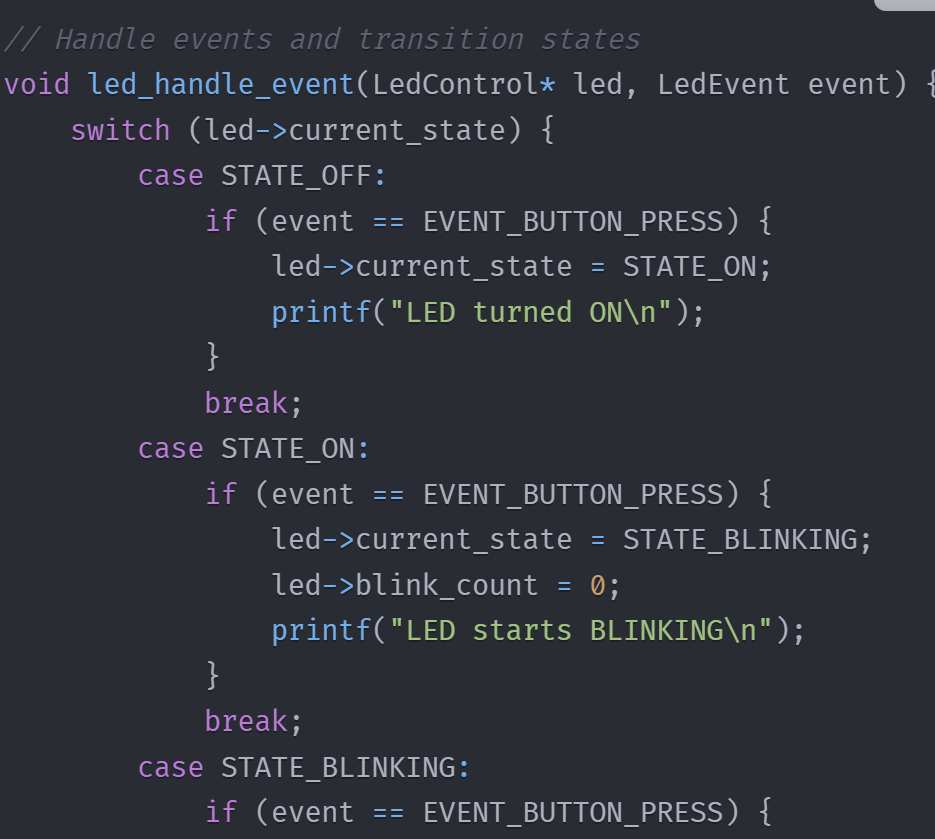 // Handle events and transition states
void led_handle_event(LedControl* led, LedEvent event) {
    switch (led->current_state) {
        case STATE_OFF:
            if (event == EVENT_BUTTON_PRESS) {
                led->current_state = STATE_ON;
                printf("LED turned ON\n");
            }
            break;
        case STATE_ON:
            if (event == EVENT_BUTTON_PRESS) {
                led->current_state = STATE_BLINKING;
                led->blink_count = 0;
                printf("LED starts BLINKING\n");
            }
            break;
        case STATE_BLINKING:
            if (event == EVENT_BUTTON_PRESS) {